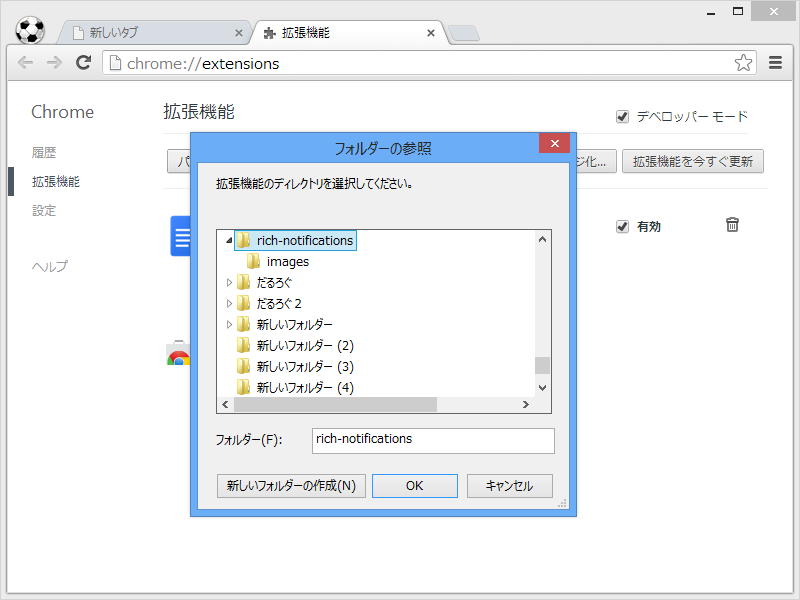 新しいタブ
拡張機能
chrome://extensions
Chrome
拡張機能
デベロッパー モード
履歴
拡張機能
設定
ヘルプ
拡張機能を今すぐ更新
有効
フォルダーの参照
拡張機能のディレクトリを選択してください。
rich-notifications
images
だるろぐ
だるろぐ 2
新しいフォルダー
新しいフォルダー (2)
新しいフォルダー (3)
新しいフォルダー (4)
フォルダー(F):
rich-notifications
新しいフォルダーの作成(N)
OK
キャンセル